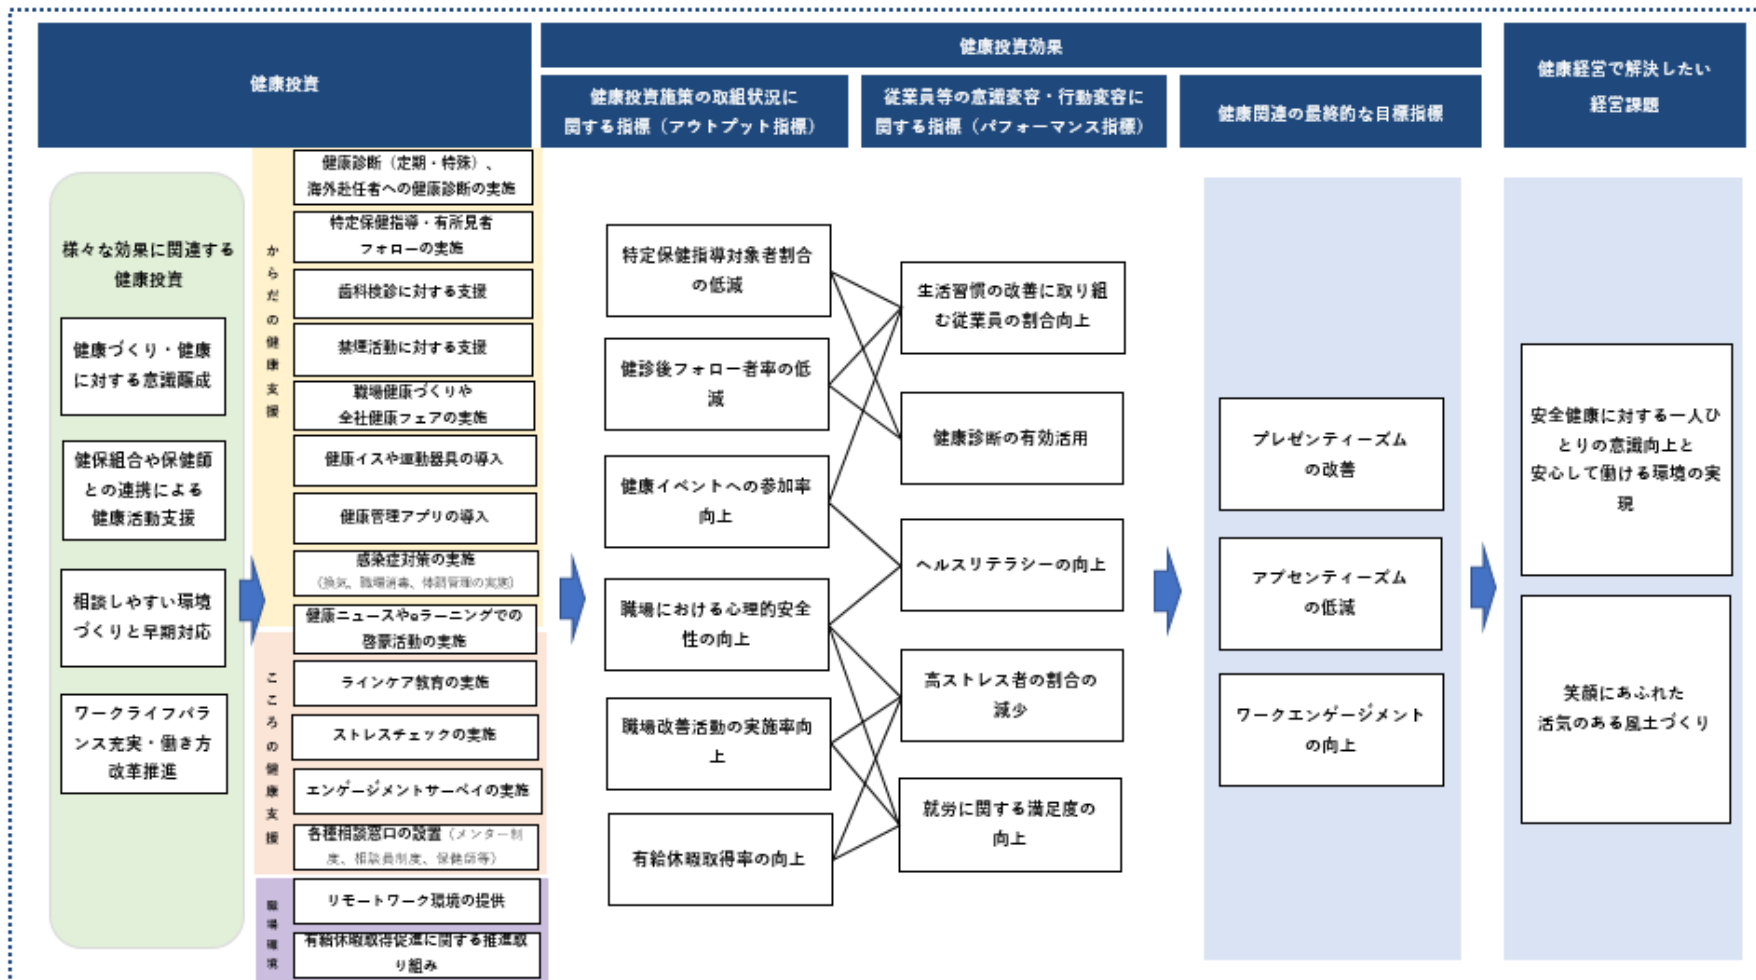 健康投資
健康投資効果
健康経営で解決したい
経営課題
健康投資施策の取組状況に
関する指標（アウトプット指標）
従業員等の意識変容・行動変容に
関する指標（パフォーマンス指標）
健康関連の最終的な目標指標
様々な効果に関連する
健康投資
健康づくり・健康
に対する意識醸成
健保組合や保健師
との連携による
健康活動支援
相談しやすい環境
づくりと早期対応
ワークライフバラ
ンス充実・働き方
改革推進
からだの健康支援
健康診断（定期・特殊）、
海外赴任者への健康診断の実施
特定保健指導・有所見者
フォローの実施
歯科検診に対する支援
禁煙活動に対する支援
職場健康づくりや
全社健康フェアの実施
健康イスや運動器具の導入
健康管理アプリの導入
感染症対策の実施
（換気、職場消毒、体調管理の実施）
健康ニュースやeラーニングでの
啓蒙活動の実施
こころの健康支援
ラインケア教育の実施
ストレスチェックの実施
エンゲージメントサーベイの実施
各種相談窓口の設置（メンター制
度、相談員制度、保健師等）
職場環境
リモートワーク環境の提供
有給休暇取得促進に関する推進取
り組み
特定保健指導対象者割合
の低減
健診後フォロー者率の低
減
健康イベントへの参加率
向上
職場における心理的安全
性の向上
職場改善活動の実施率向
上
有給休暇取得率の向上
生活習慣の改善に取り組
む従業員の割合向上
健康診断の有効活用
ヘルスリテラシーの向上
高ストレス者の割合の
減少
就労に関する満足度の
向上
プレゼンティーズム
の改善
アブセンティーズム
の低減
ワークエンゲージメント
の向上
安全健康に対する一人ひ
とりの意識向上と
安心して働ける環境の実
現
笑顔にあふれた
活気のある風土づくり